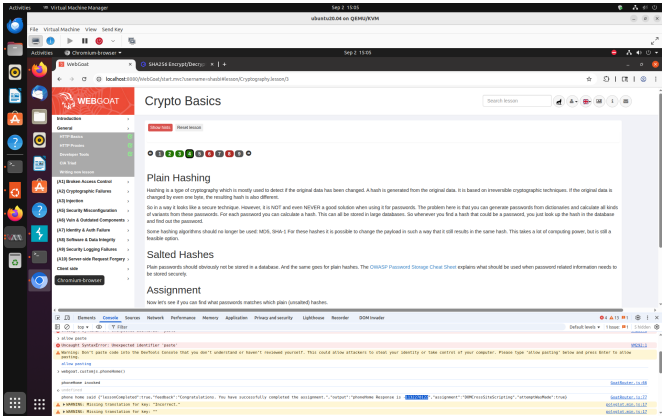 Activities
Virtual Machine Manager
Sep 2 15:05
ubuntu20.04 on QEMU/KVM
File Virtual Machine View Send Key
Activities
Chromium-browser
Sep 2 15:05
WebGoat
SHA256 Encrypt/Decryp
WEBGOAT
Crypto Basics
Search lesson
Introduction
General
HTTP Basics
HTTP Proxies
Developer Tools
CIA Triad
Writing new lesson
(A1) Broken Access Control
(A2) Cryptographic Failures
(A3) Injection
(A5) Security Misconfiguration
(A6) Vuln & Outdated Components
(A7) Identity & Auth Failure
(A8) Software & Data Integrity
(A9) Security Logging Failures
(A10) Server-side Request Forgery
Client side
Chromium-browser
Show hints Reset lesson
1 2 3 4 5 6 7 8 9
Plain Hashing
Hashing is a type of cryptography which is mostly used to detect if the original data has been changed. A hash is generated from the original data. It is based on irreversible cryptographic techniques. If the original data is
changed by even one byte, the resulting hash is also different.
So in a way it looks like a secure technique. However, it is NOT and even NEVER a good solution when using it for passwords. The problem here is that you can generate passwords from dictionaries and calculate all kinds
of variants from these passwords. For each password you can calculate a hash. This can all be stored in large databases. So whenever you find a hash that could be a password, you just look up the hash in the database
and find out the password.
Some hashing algorithms should no longer be used: MD5, SHA-1 For these hashes it is possible to change the payload in such a way that it still results in the same hash. This takes a lot of computing power, but is still a
feasible option.
Salted Hashes
Plain passwords should obviously not be stored in a database. And the same goes for plain hashes. The OWASP Password Storage Cheat Sheet explains what should be used when password related information needs to
be stored securely.
Assignment
Now let's see if you can find what passwords matches which plain (unsalted) hashes.
Elements Console Sources Network Performance Memory Application Privacy and security Lighthouse Recorder DOM Invader
top
Filter
Default levels
1 Issue:
allow paste
Uncaught SyntaxError: Unexpected identifier 'paste'
Warning: Don't paste code into the DevTools Console that you don't understand or haven't reviewed yourself. This could allow attackers to steal your identity or take control of your computer. Please type 'allow pasting' below and press Enter to allow
pasting.
allow pasting
webgoat.customjs.phoneHome()
phoneHome invoked
undefined
phone home said {"lessonCompleted":true,"feedback":"Congratulations. You have successfully completed the assignment.","output":"phoneHome Response is
"assignment":"DOMCrossSiteScripting","attemptWasMade":true}
WARNING: Missing translation for key: "Incorrect."
WARNING: Missing translation for key: ""